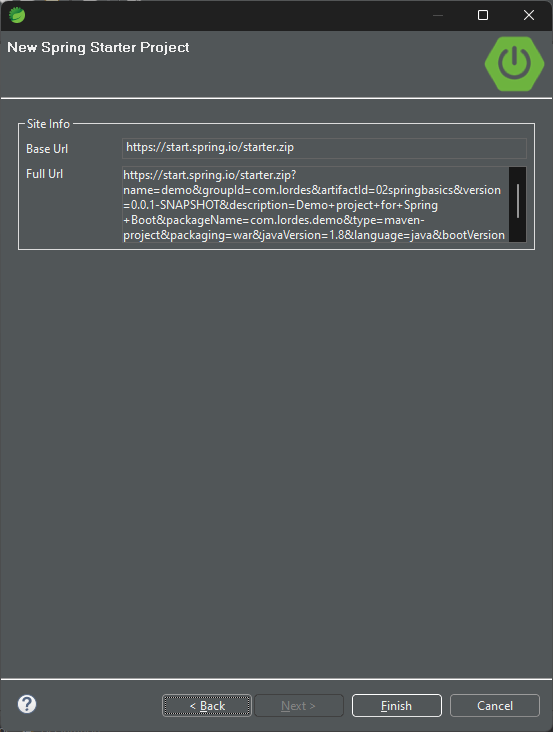 New Spring Starter Project
Site Info
Base Url
https://start.spring.io/starter.zip
Full Url
https://start.spring.io/starter.zip?
name=demo&groupId=com.lordes&artifactId=02springbasics&version
=0.0.1-SNAPSHOT&description=Demo+project+for+Spring
+Boot&packageName=com.lordes.demo&type=maven-
project&packaging=war&javaVersion=1.8&language=java&bootVersion
?
< Back
Next >
Finish
Cancel